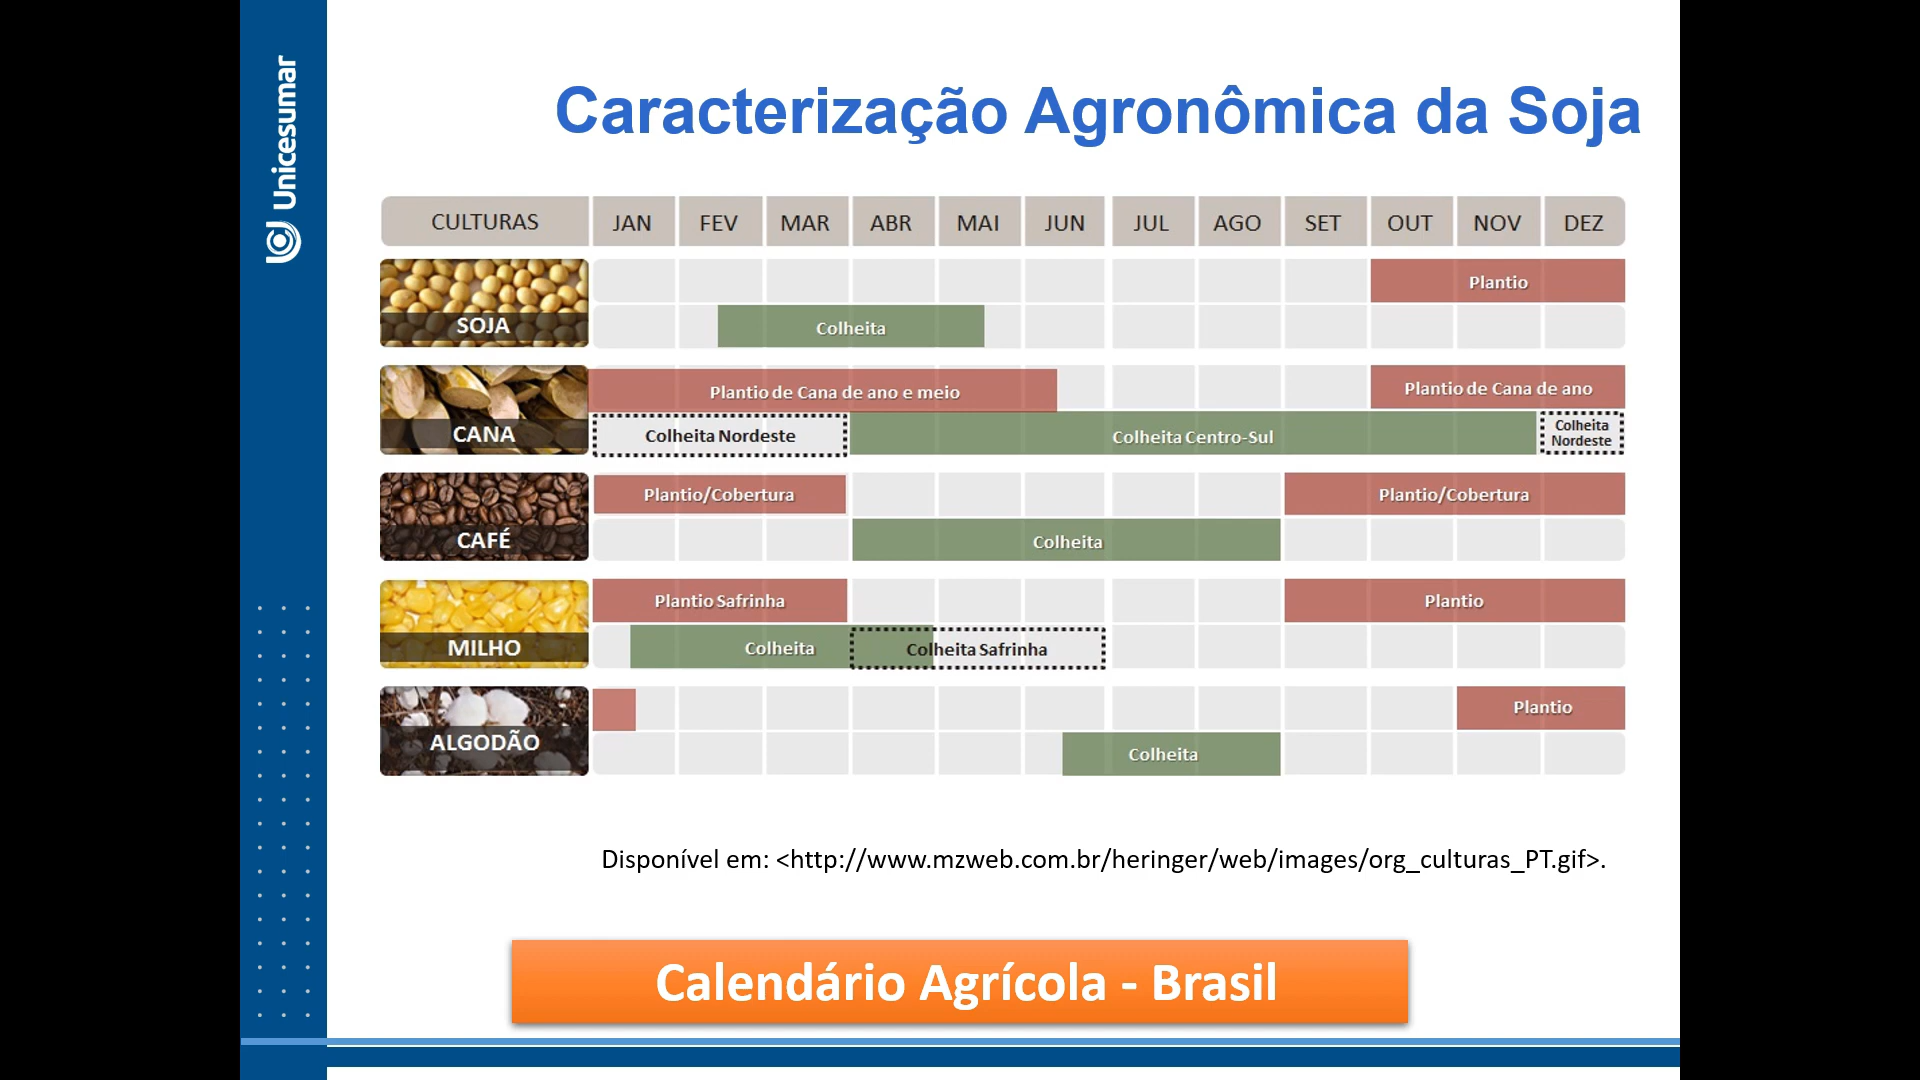 Unicesumar
Caracterização Agronômica da Soja
CULTURAS JAN FEV MAR ABR MAI JUN JUL AGO SET OUT NOV DEZ
Plantio
SOJA
Colheita
Plantio de Cana de ano e meio
Plantio de Cana de ano
CANA
Colheita Nordeste
Colheita Centro-Sul
Colheita
Nordeste
Plantio/Cobertura
Plantio/Cobertura
CAFÉ
Colheita
Plantio Safrinha
Plantio
MILHO
Colheita
Colheita Safrinha
Plantio
ALGODÃO
Colheita
Disponível em: <http://www.mzweb.com.br/heringer/web/images/org_culturas_PT.gif>.
Calendário Agrícola - Brasil